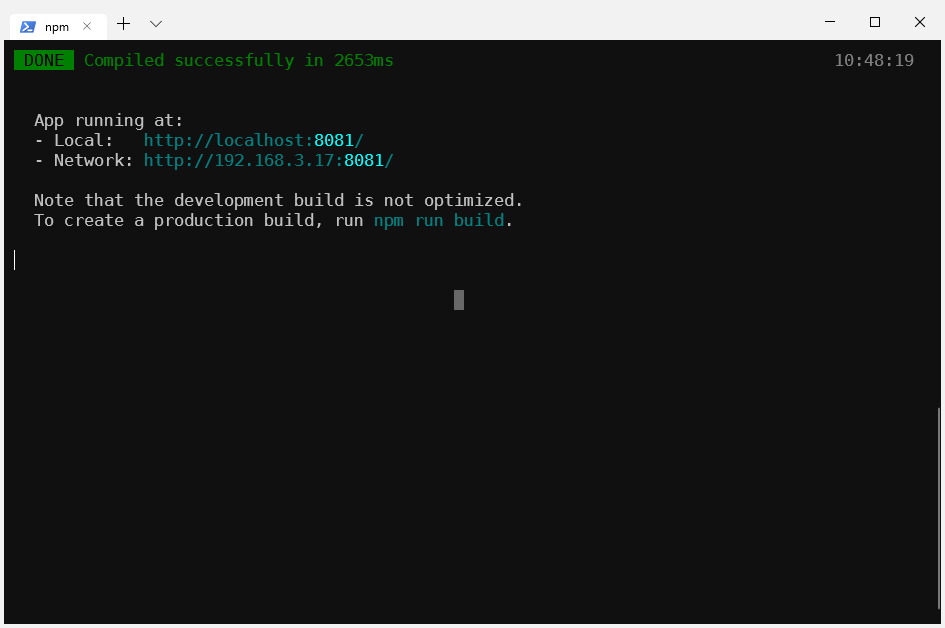 npm
DONE Compiled successfully in 2653ms 10:48:19
App running at:
- Local: http://localhost:8081/
- Network: http://192.168.3.17:8081/
Note that the development build is not optimized.
To create a production build, run npm run build.